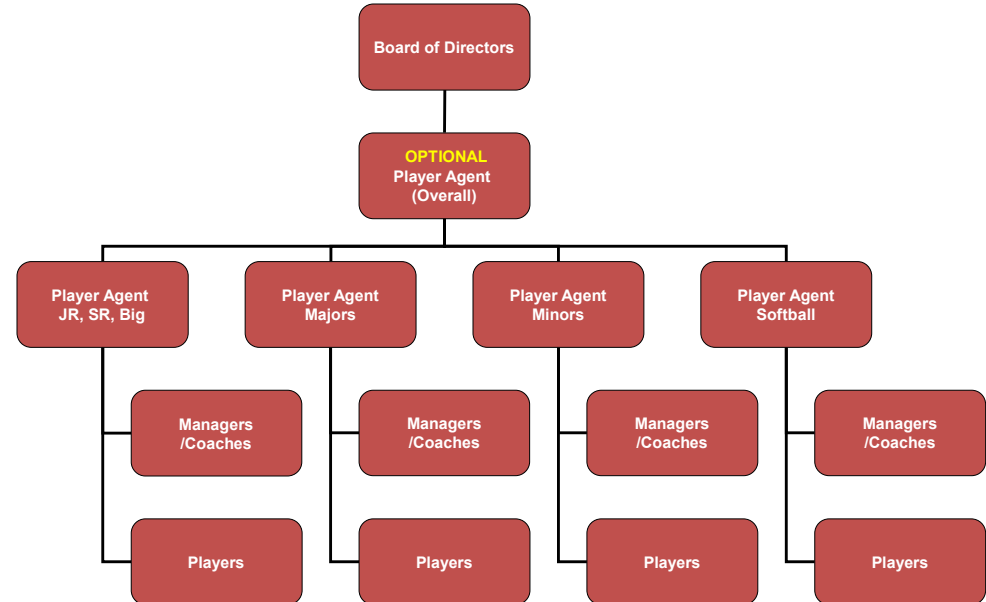 Board of Directors
OPTIONAL
Player Agent
(Overall)
Player Agent
JR, SR, Big
Player Agent
Majors
Player Agent
Minors
Player Agent
Softball
Managers
/Coaches
Managers
/Coaches
Managers
/Coaches
Managers
/Coaches
Players
Players
Players
Players